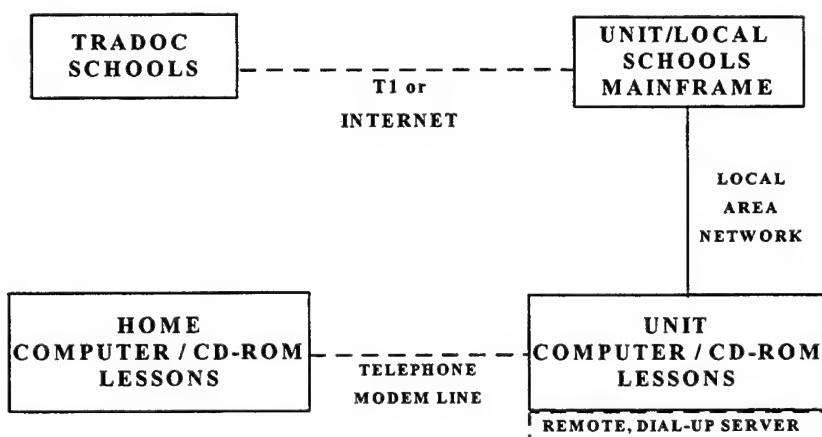 TRADOC
SCHOOLS
UNIT/LOCAL
SCHOOLS
MAINFRAME
T1 or
INTERNET
LOCAL
AREA
NETWORK
HOME
COMPUTER / CD-ROM
LESSONS
TELEPHONE
MODEM LINE
UNIT
COMPUTER / CD-ROM
LESSONS
REMOTE, DIAL-UP SERVER